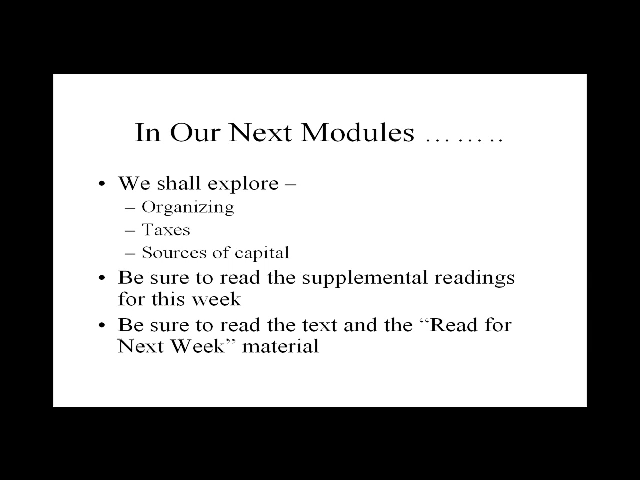 In Our Next Modules ……..
• We shall explore –
– Organizing
– Taxes
– Sources of capital
• Be sure to read the supplemental readings
for this week
• Be sure to read the text and the “Read for
Next Week” material